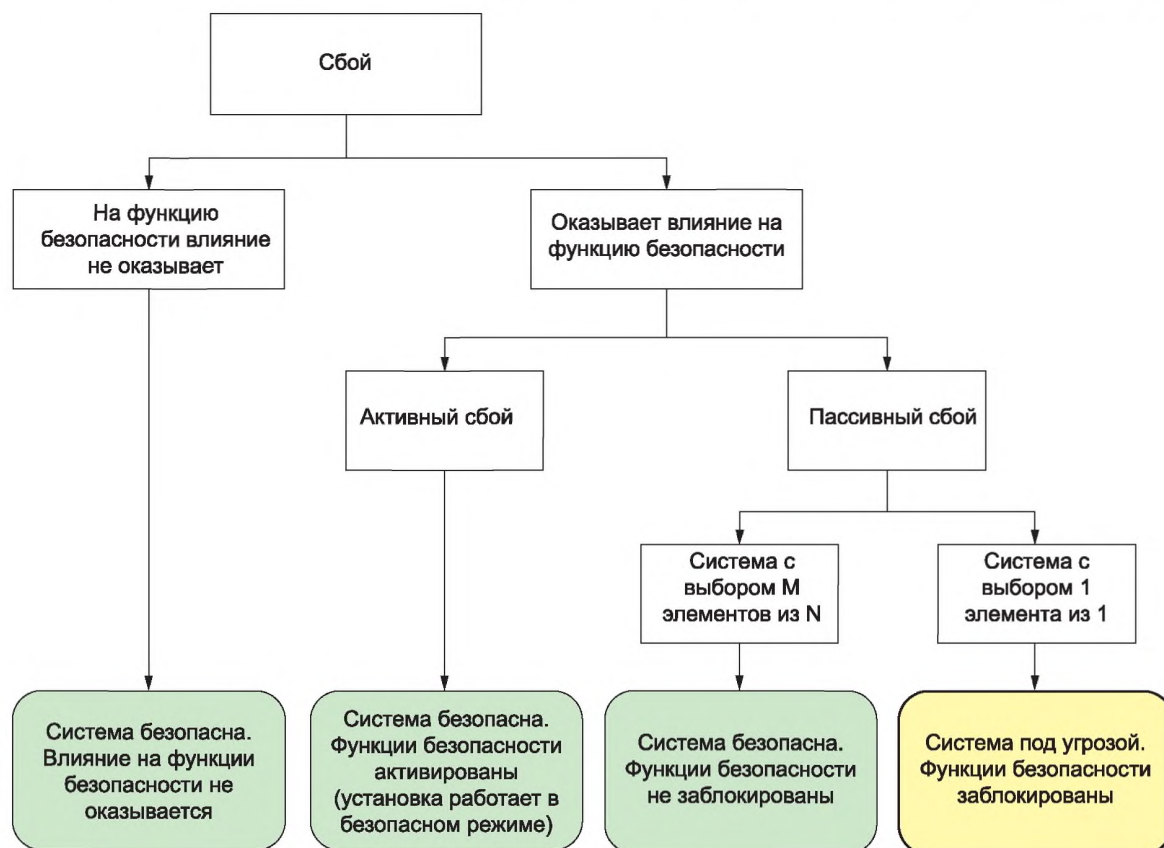 Сбой
На функцию
безопасности влияние
не оказывает
Оказывает влияние на
функцию безопасности
Активный сбой
Пассивный сбой
Система с
выбором M
элементов из N
Система с
выбором 1
элемента из 1
Система безопасна.
Влияние на функции
безопасности не
оказывается
Система безопасна.
Функции безопасности
активированы
(установка работает в
безопасном режиме)
Система безопасна.
Функции безопасности
не заблокированы
Система под угрозой.
Функции безопасности
заблокированы